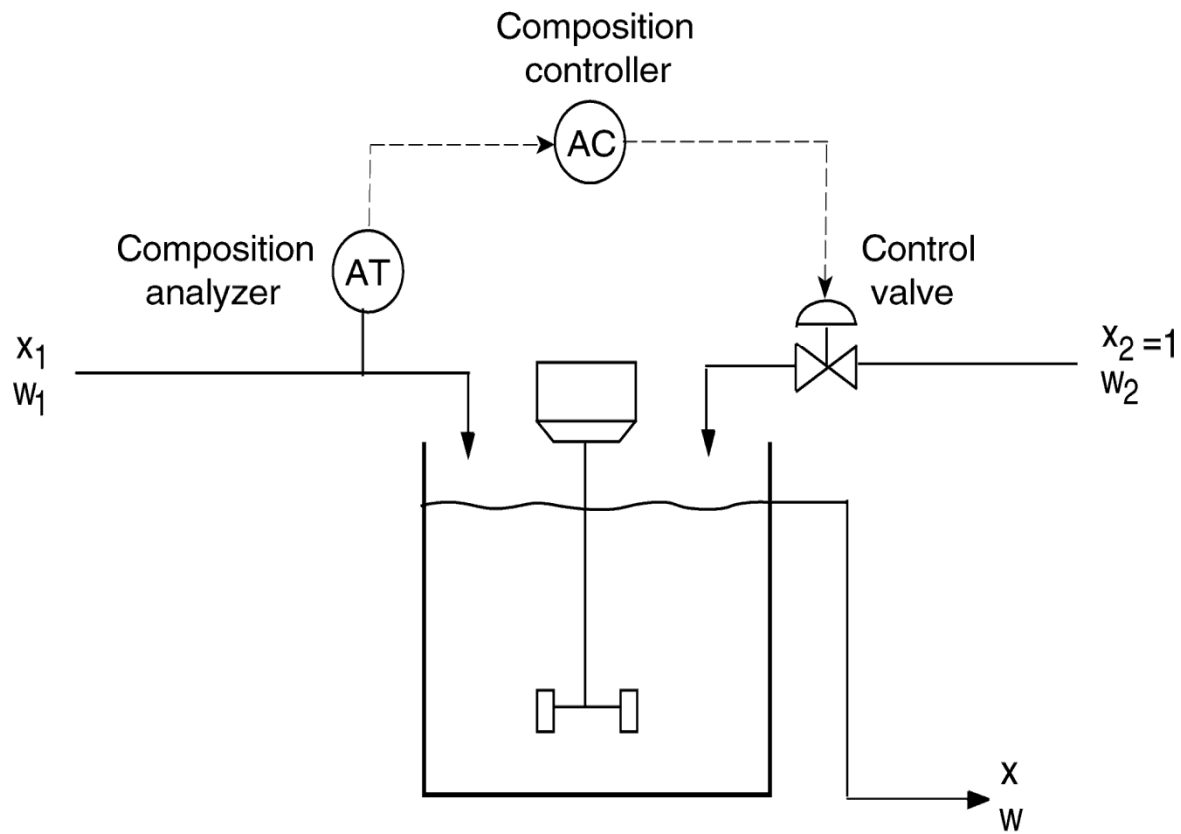 Composition
controller
AC
Composition
analyzer
AT
Control
valve
x1
w1
x2 =1
w2
x
w